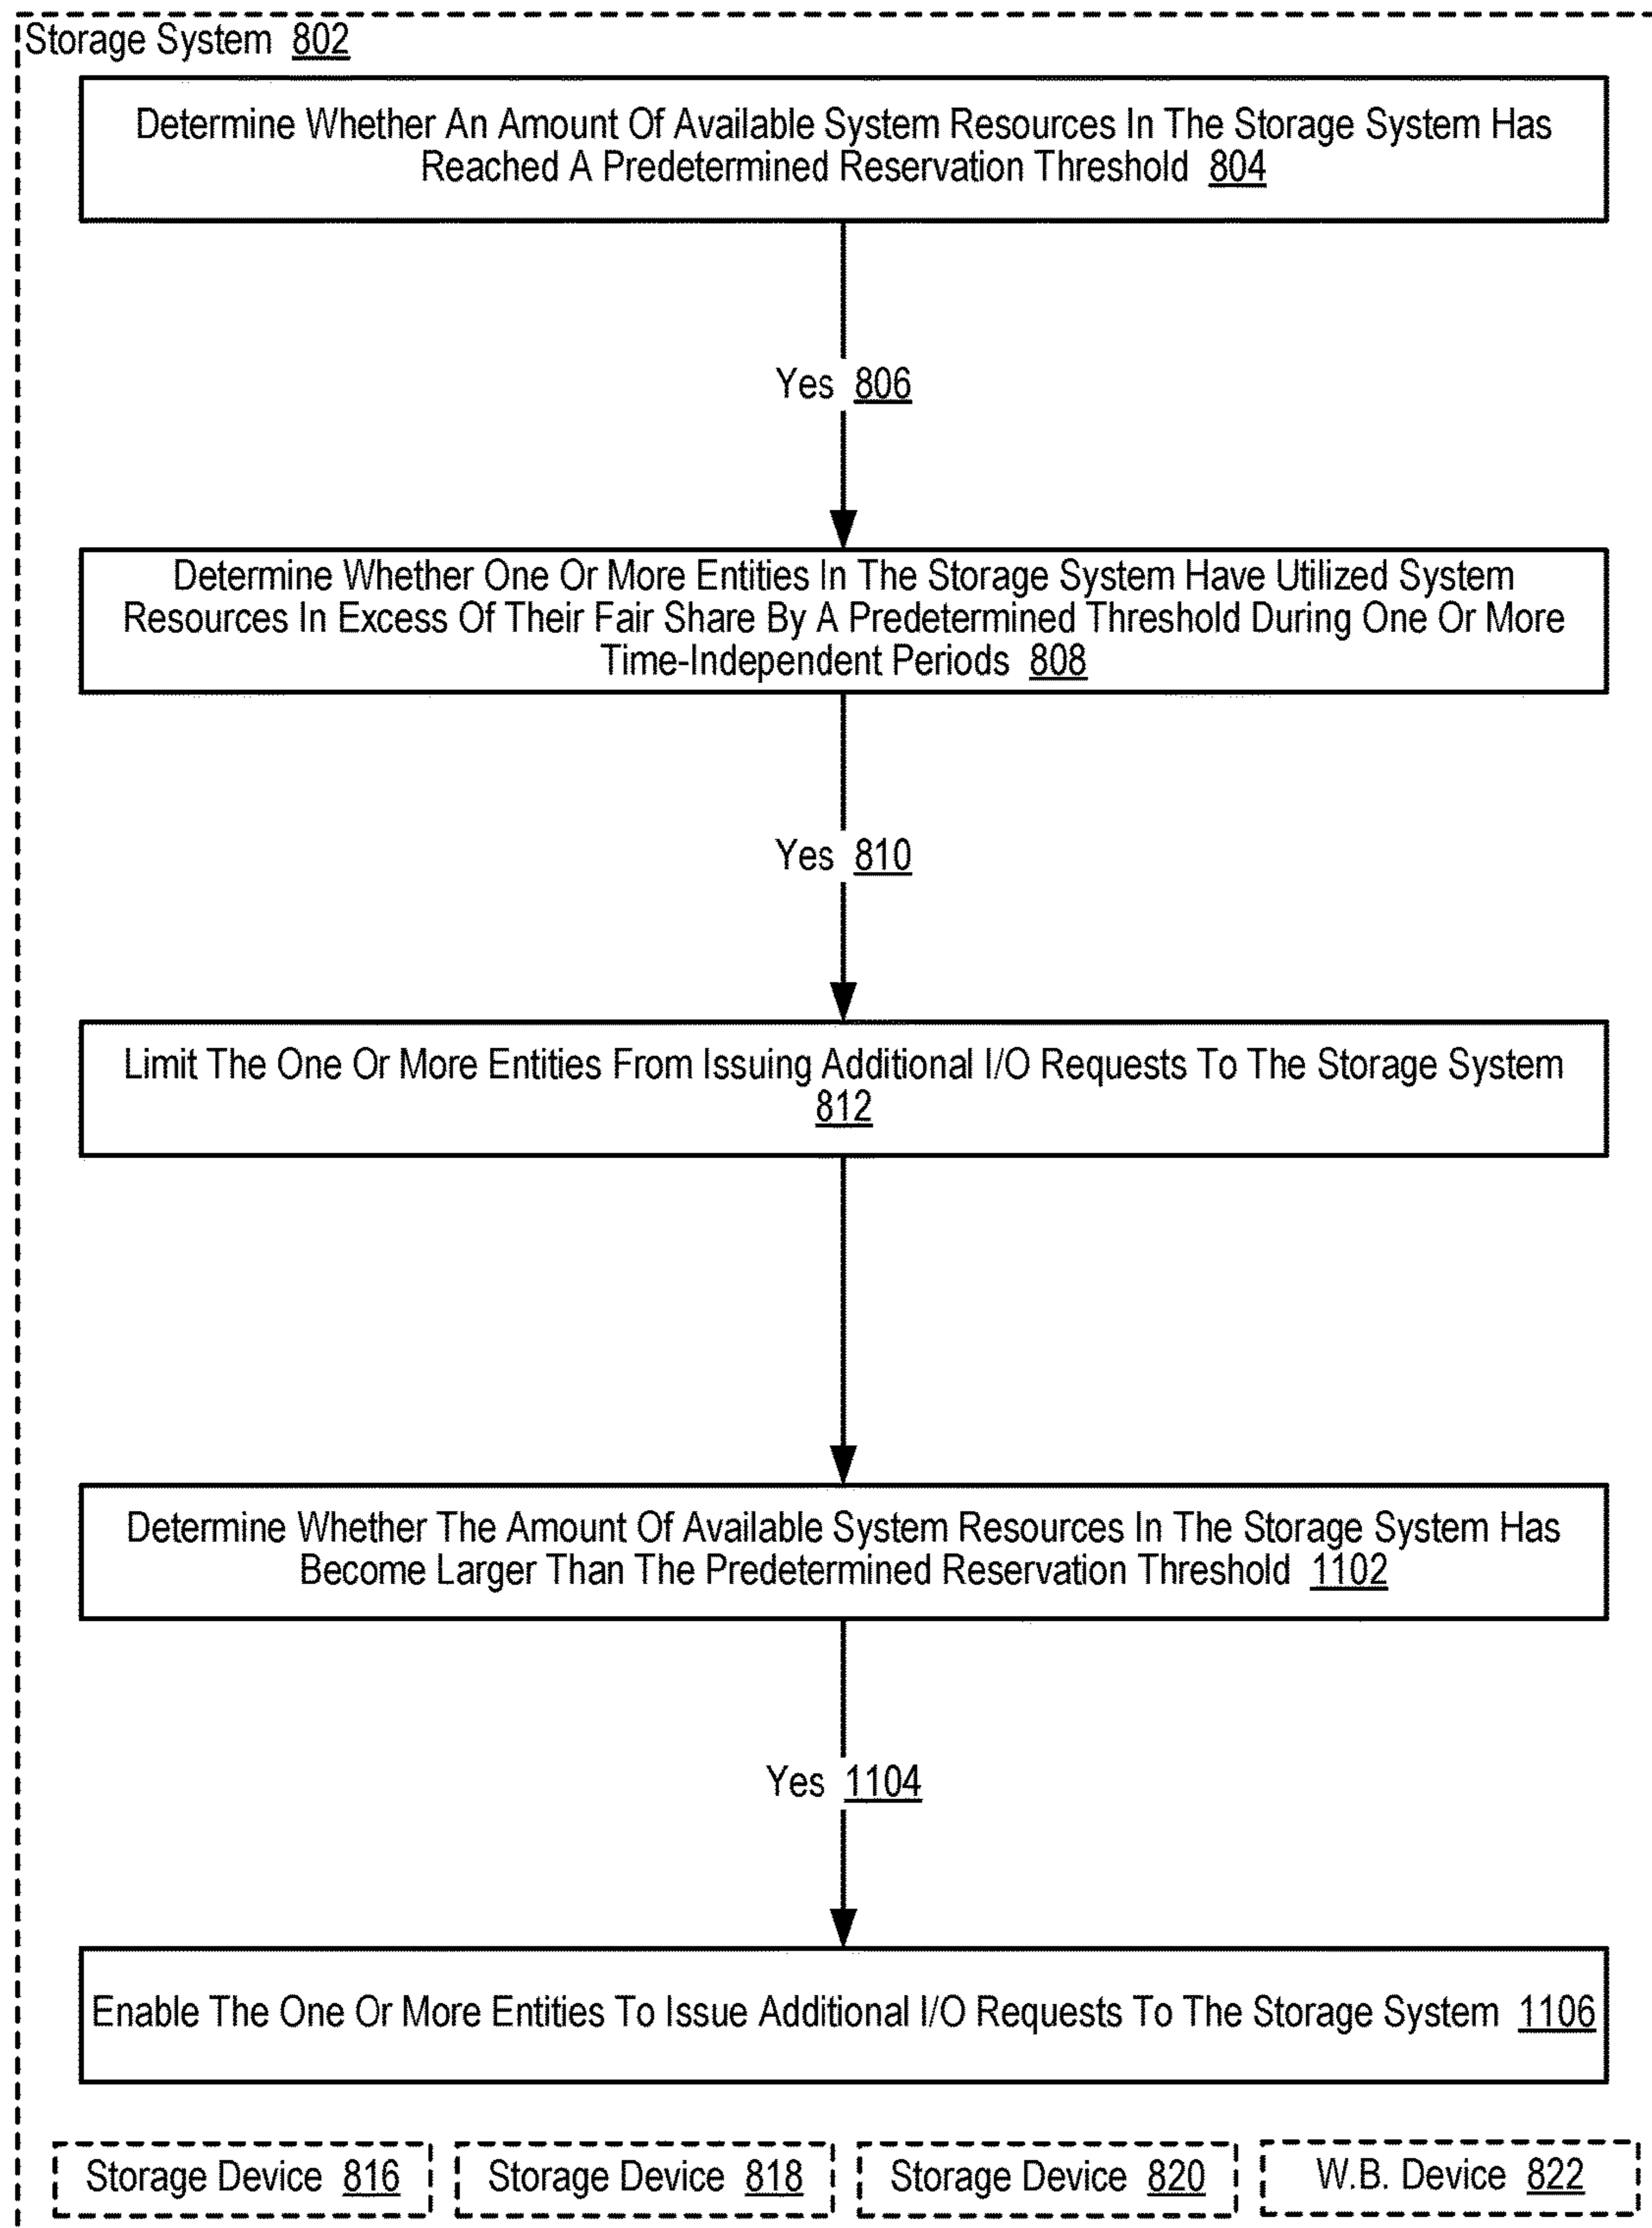 Storage System 802
Determine Whether An Amount Of Available System Resources In The Storage System Has
Reached A Predetermined Reservation Threshold 804
Yes 806
Determine Whether One Or More Entities In The Storage System Have Utilized System
Resources In Excess Of Their Fair Share By A Predetermined Threshold During One Or More
Time-Independent Periods 808
Yes 810
Limit The One Or More Entities From Issuing Additional I/O Requests To The Storage System
812
Determine Whether The Amount Of Available System Resources In The Storage System Has
Become Larger Than The Predetermined Reservation Threshold 1102
Yes 1104
Enable The One Or More Entities To Issue Additional I/O Requests To The Storage System 1106
Storage Device 816
Storage Device 818
Storage Device 820
W.B. Device 822